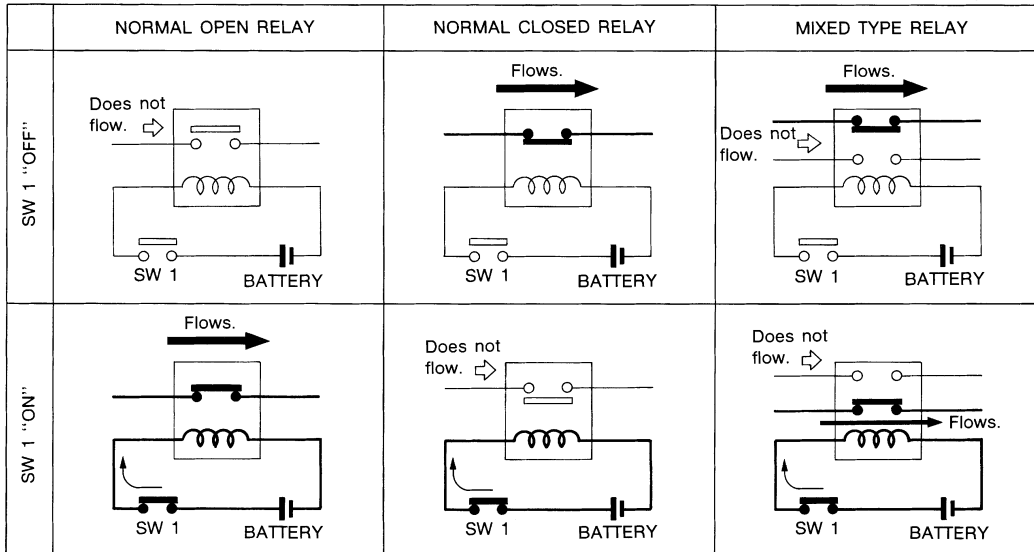 NORMAL OPEN RELAY
NORMAL CLOSED RELAY
MIXED TYPE RELAY
SW 1 “OFF”
Does not
flow.
SW 1
BATTERY
Flows.
SW 1
BATTERY
Flows.
Does not
flow.
SW 1
BATTERY
SW 1 “ON”
Flows.
SW 1
BATTERY
Does not
flow.
SW 1
BATTERY
Does not
flow.
Flows.
SW 1
BATTERY